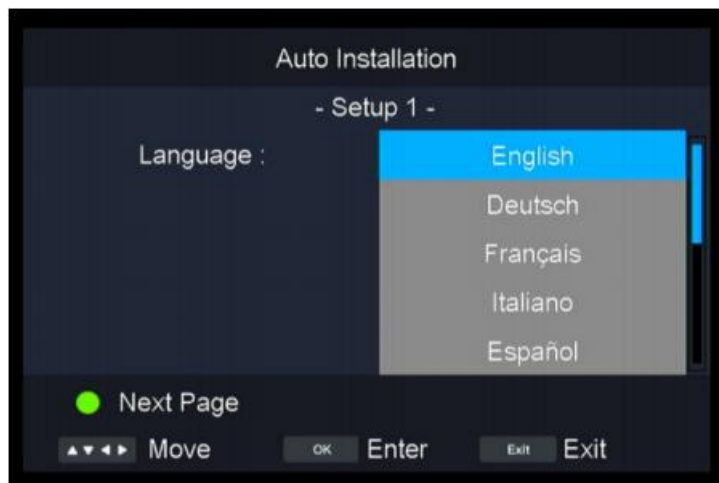 Auto Installation
- Setup 1 -
Language :
English
Deutsch
Français
Italiano
Español
Next Page
▲▼◄► Move OK Enter Exit Exit